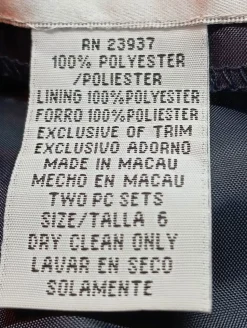 RN 23937
100% POLYESTER
/POLIESTER
LINING 100%POLYESTER
FORRO 100%POLIESTER
EXCLUSIVE OF TRIM
EXCLUSIVO ADORNO
MADE IN MACAU
MECHO EN MACAU
TWO PC SETS
SIZE/TALLA 6
DRY CLEAN ONLY
LAVAR EN SECO
SOLAMENTE